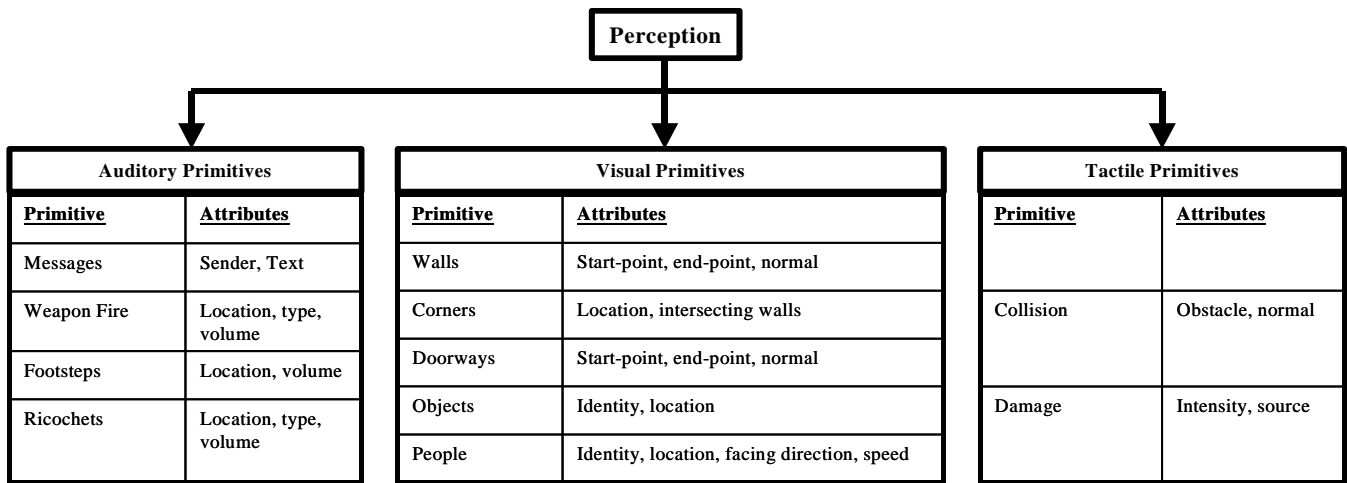 Perception
Auditory Primitives
Primitive Attributes
Messages Sender, Text
Weapon Fire Location, type,
volume
Footsteps Location, volume
Ricochets Location, type,
volume
Visual Primitives
Primitive Attributes
Walls Start-point, end-point, normal
Corners Location, intersecting walls
Doorways Start-point, end-point, normal
Objects Identity, location
People Identity, location, facing direction, speed
Tactile Primitives
Primitive Attributes
Collision Obstacle, normal
Damage Intensity, source